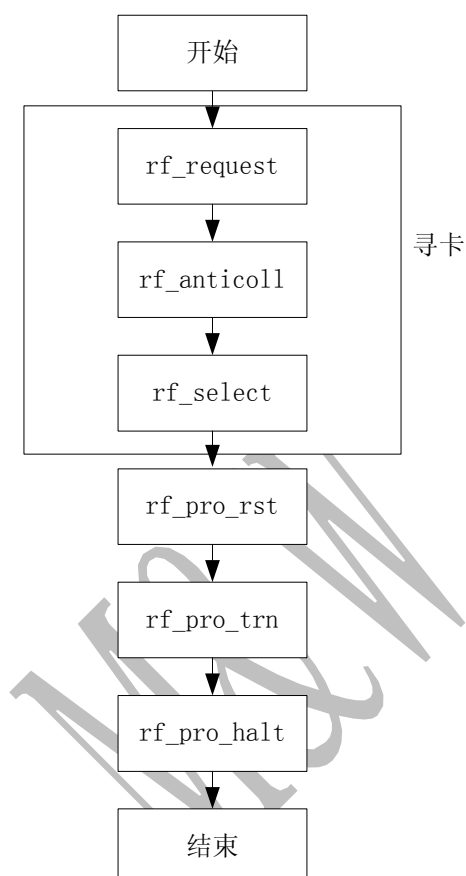 开始
rf_request
rf_anticoll
寻卡
rf_select
rf_pro_rst
rf_pro_trn
rf_pro_halt
结束
M&W